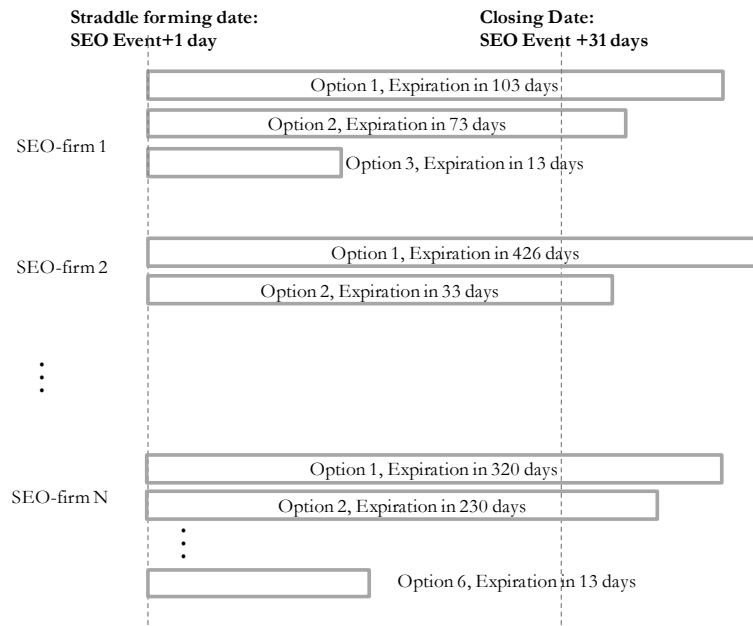 Straddle forming date:
SEO Event+1 day
Closing Date:
SEO Event +31 days
Option 1, Expiration in 103 days
Option 2, Expiration in 73 days
SEO-firm 1
Option 3, Expiration in 13 days
Option 1, Expiration in 426 days
SEO-firm 2
Option 2, Expiration in 33 days
Option 1, Expiration in 320 days
SEO-firm N
Option 2, Expiration in 230 days
Option 6, Expiration in 13 days